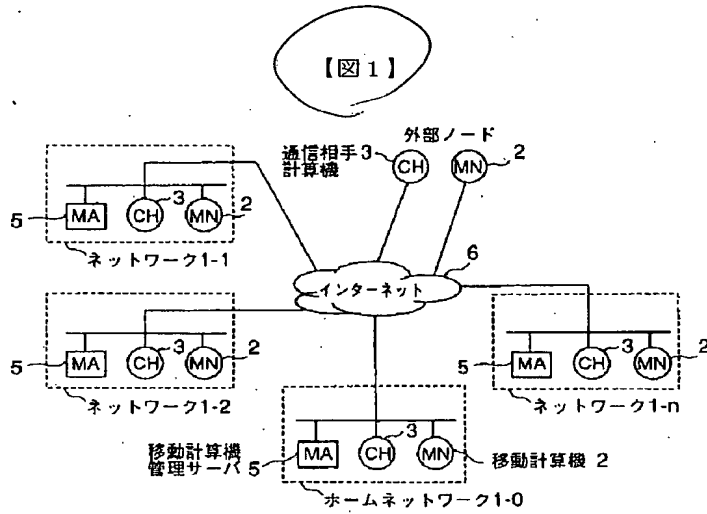 【図1】
外部ノード
通信相手 3
計算機
CH
MN
2
5
MA
CH
3
MN
2
ネットワーク1-1
6
インターネット
5
MA
CH
3
MN
2
ネットワーク1-2
5
MA
CH
3
MN
2
ネットワーク1-n
移動計算機
管理サーバ 5
MA
CH
3
MN
移動計算機 2
ホームネットワーク1-0